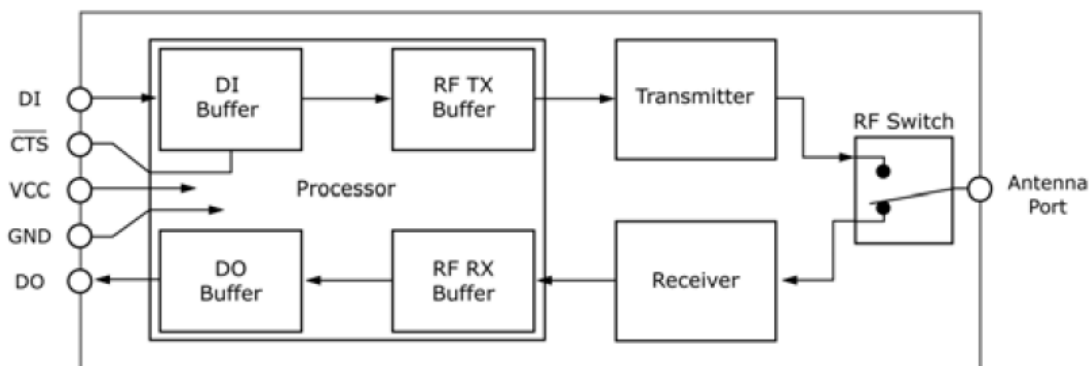 DI
CTS
VCC
GND
DO
DI
Buffer
RF TX
Buffer
Processor
DO
Buffer
RF RX
Buffer
Transmitter
Receiver
RF Switch
Antenna
Port